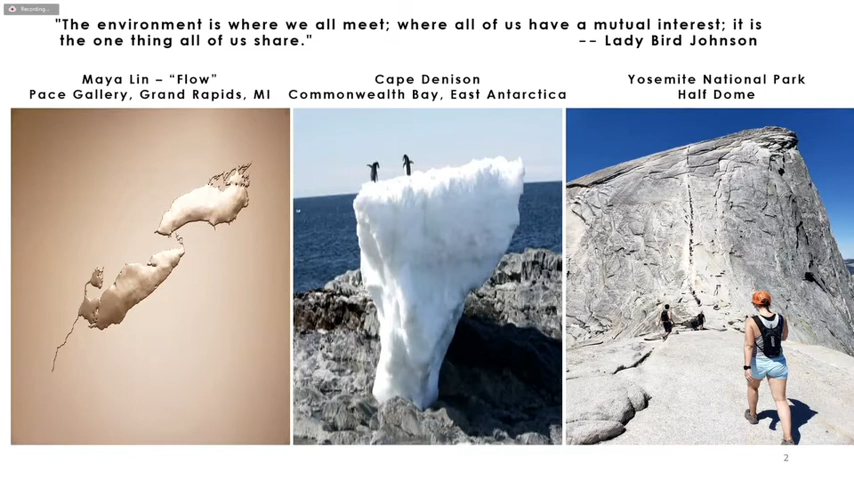 Recording...
"The environment is where we all meet; where all of us have a mutual interest; it is
the one thing all of us share."
-- Lady Bird Johnson
Maya Lin – “Flow”
Pace Gallery, Grand Rapids, MI
Cape Denison
Commonwealth Bay, East Antarctica
Yosemite National Park
Half Dome
2